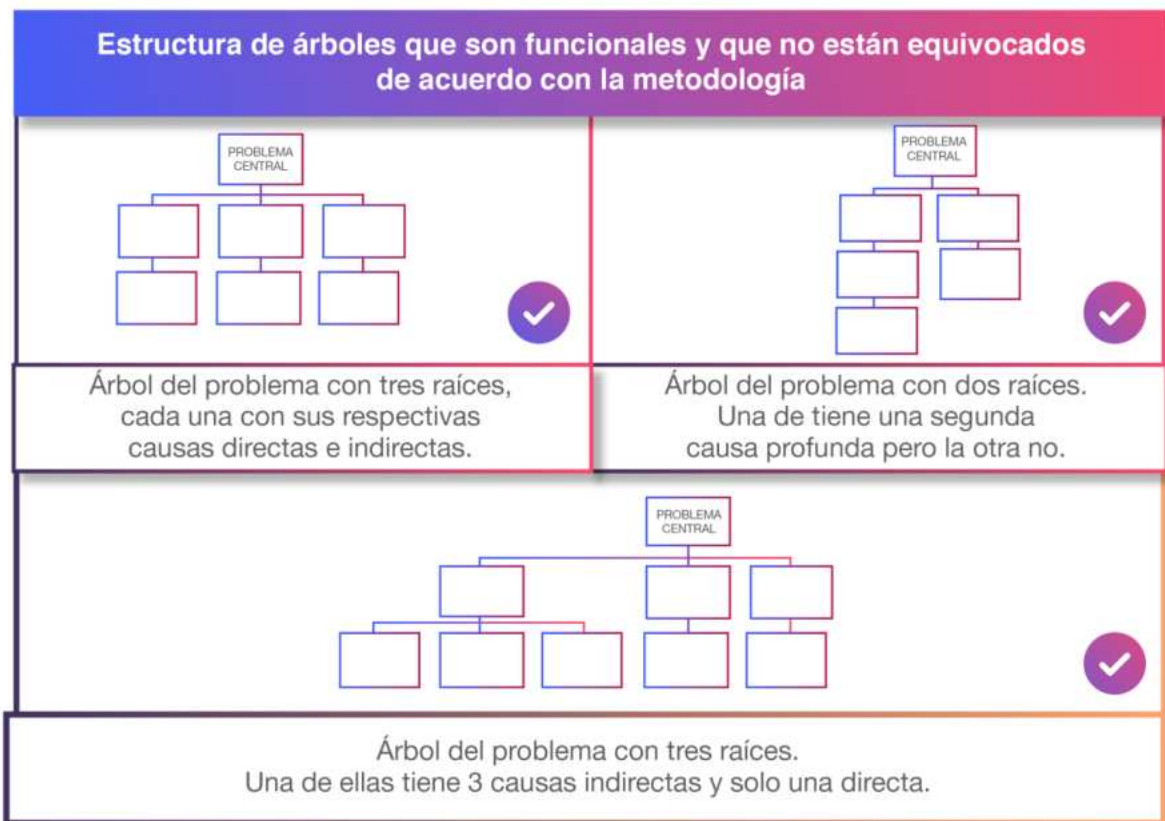 Estructura de árboles que son funcionales y que no están equivocados
de acuerdo con la metodología
PROBLEMA
CENTRAL
PROBLEMA
CENTRAL
Árbol del problema con tres raíces,
cada una con sus respectivas
causas directas e indirectas.
Árbol del problema con dos raíces.
Una de tiene una segunda
causa profunda pero la otra no.
PROBLEMA
CENTRAL
Árbol del problema con tres raíces.
Una de ellas tiene 3 causas indirectas y solo una directa.